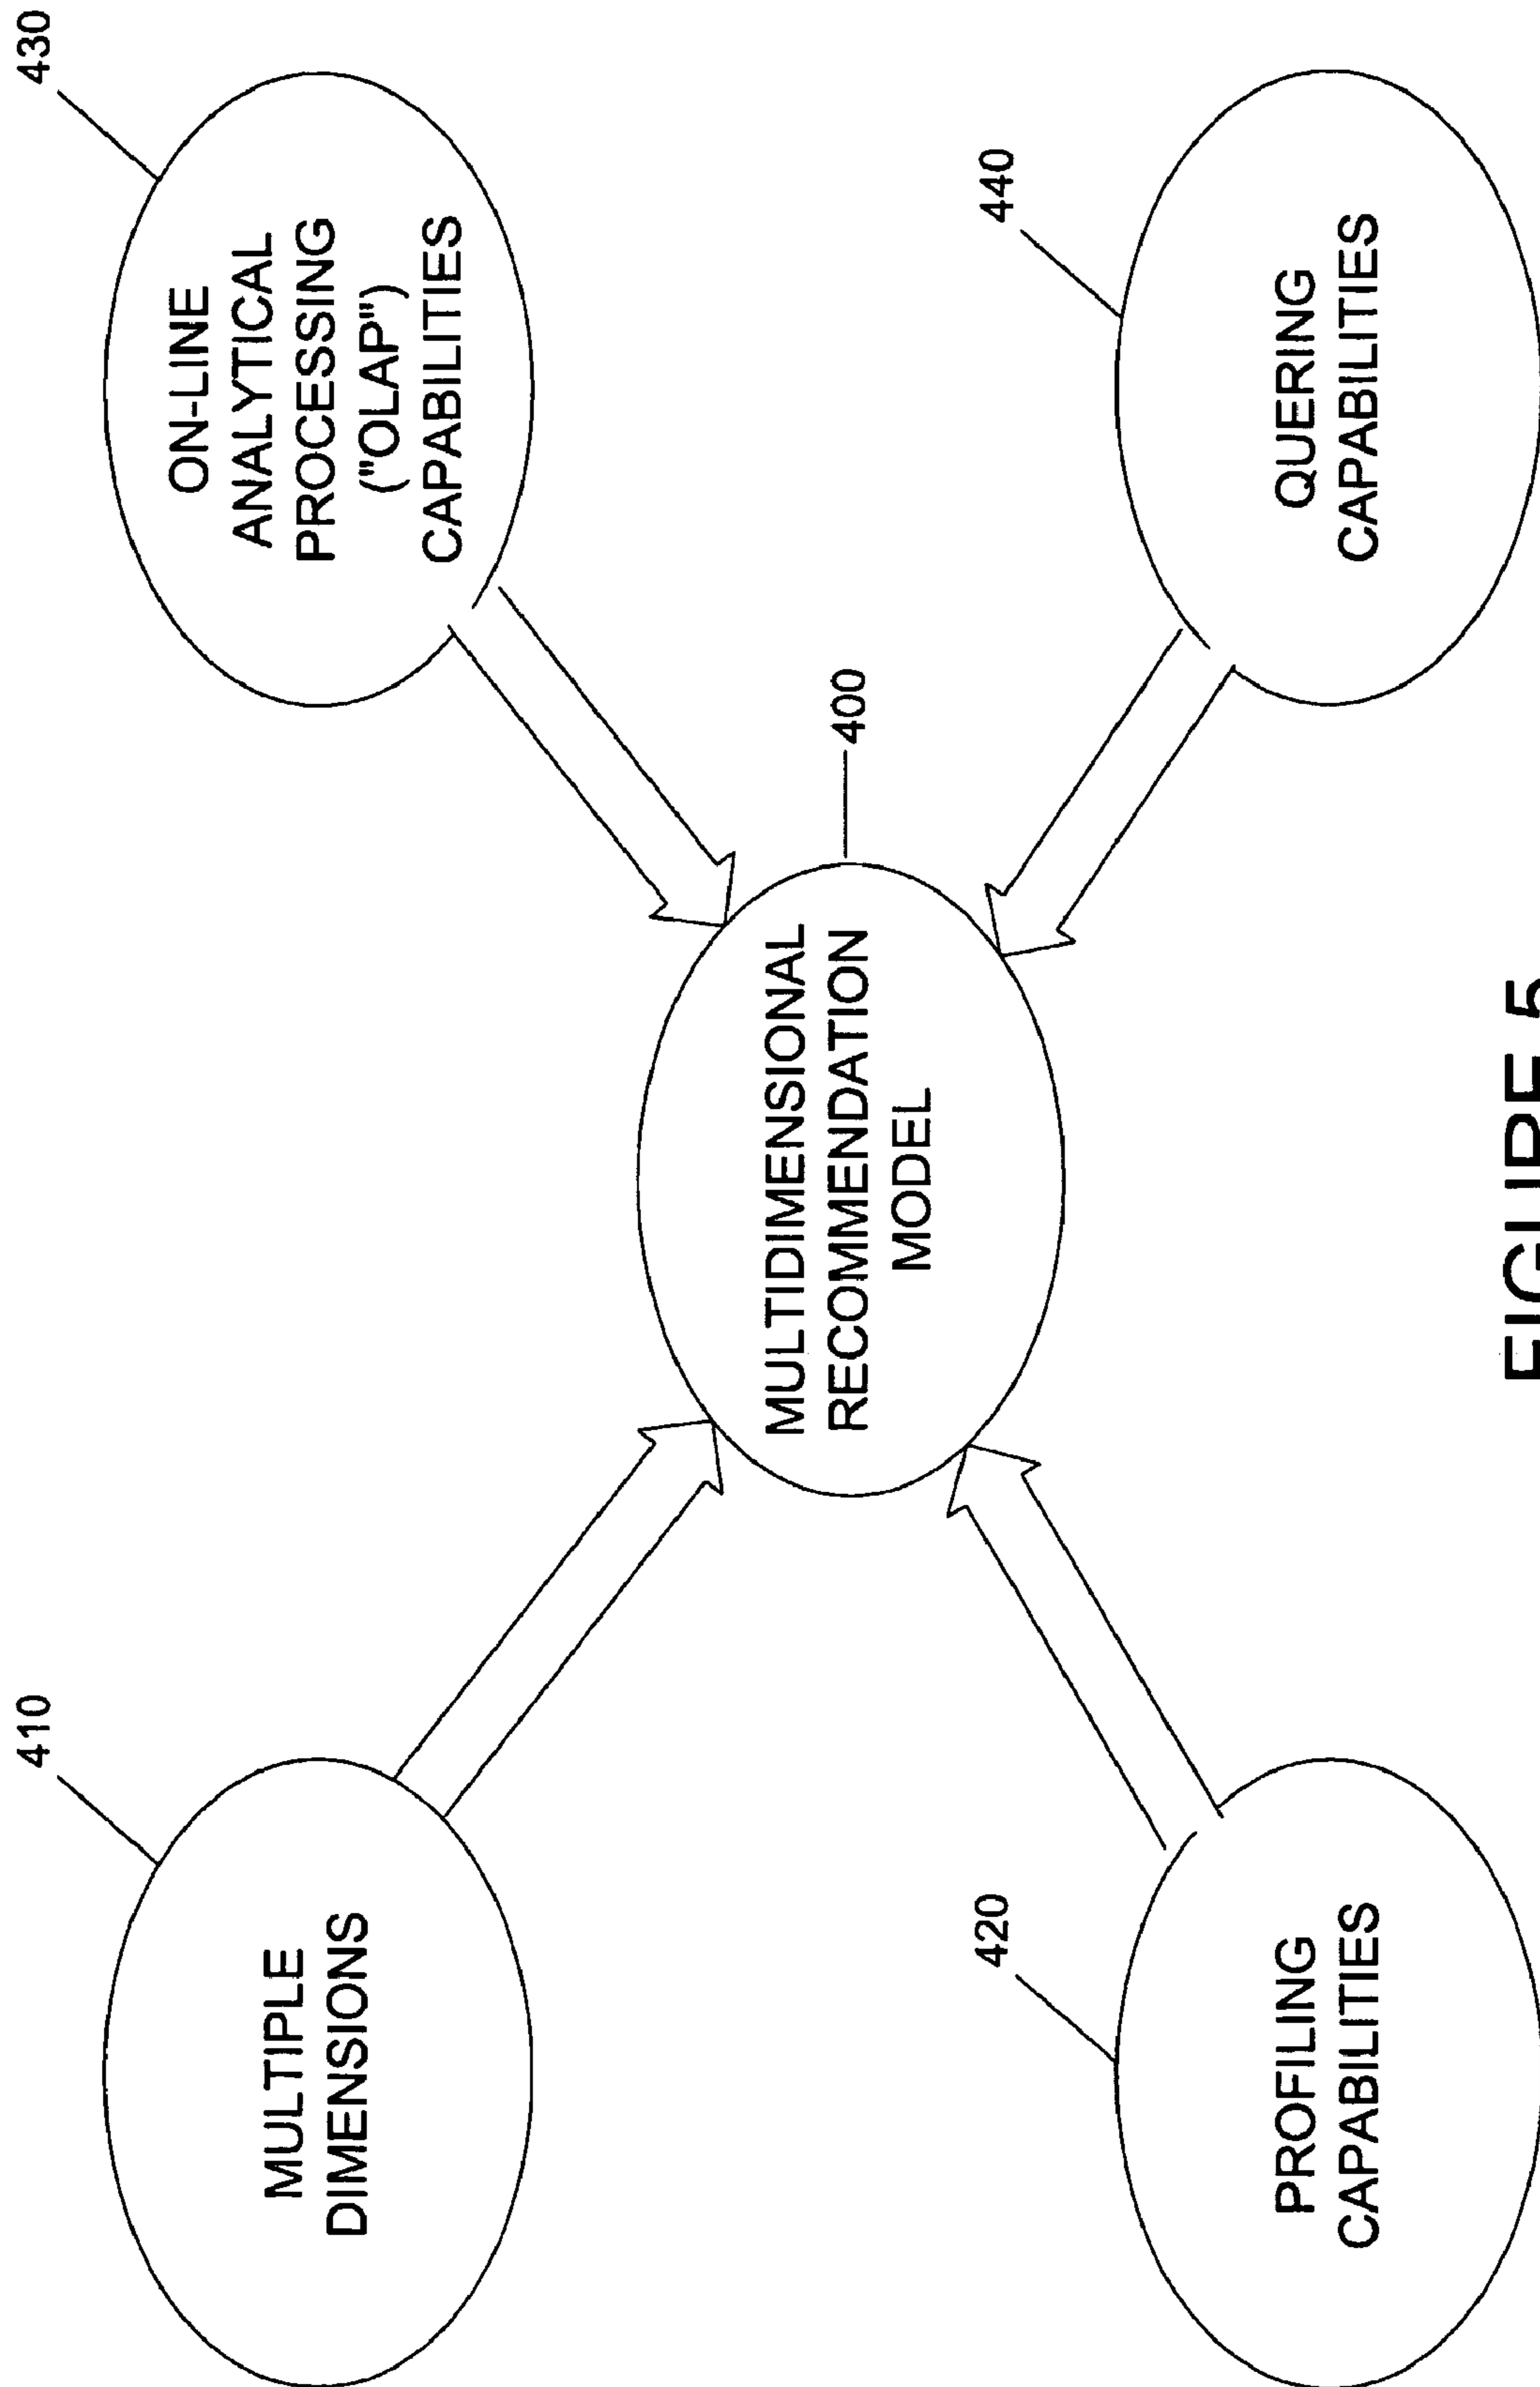 410
MULTIPLE
DIMENSIONS
430
ON-LINE
ANALYTICAL
PROCESSING
("OLAP")
CAPABILITIES
MULTIDIMENSIONAL
RECOMMENDATION
MODEL
400
420
PROFILING
CAPABILITIES
440
QUERING
CAPABILITIES
FIGURE 5